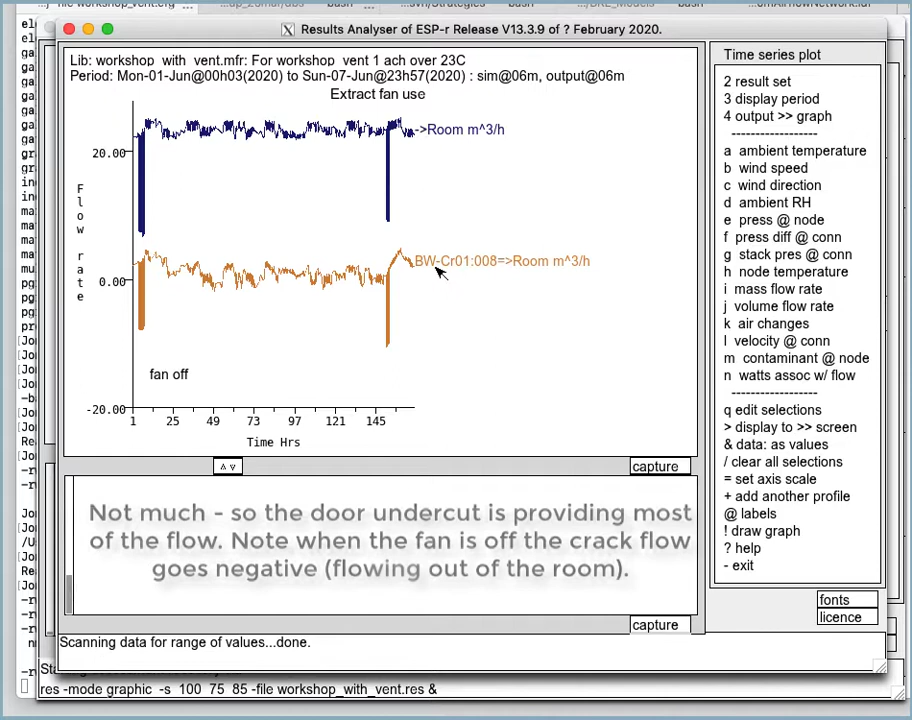 Results Analyser of ESP-r Release V13.3.9 of ? February 2020.
Lib: workshop_with_vent.mfr: For workshop vent 1 ach over 23C
Period: Mon-01-Jun@00h03(2020) to Sun-07-Jun@23h57(2020) : sim@06m, output@06m
Extract fan use
->Room m^3/h
20.00
Flow rate
BW-Cr01:008=>Room m^3/h
0.00
fan off
-20.00
1 25 49 73 97 121 145
Time Hrs
capture
Not much - so the door undercut is providing most
of the flow. Note when the fan is off the crack flow
goes negative (flowing out of the room).
capture
Scanning data for range of values...done.
res -mode graphic -s 100 75 85 -file workshop_with_vent.res &
Time series plot
2 result set
3 display period
4 output >> graph
------------------
a ambient temperature
b wind speed
c wind direction
d ambient RH
e press @ node
f press diff @ conn
g stack pres @ conn
h node temperature
i mass flow rate
j volume flow rate
k air changes
l velocity @ conn
m contaminant @ node
n watts assoc w/ flow
------------------
q edit selections
> display to >> screen
& data: as values
/ clear all selections
= set axis scale
+ add another profile
@ labels
! draw graph
? help
- exit
fonts
licence